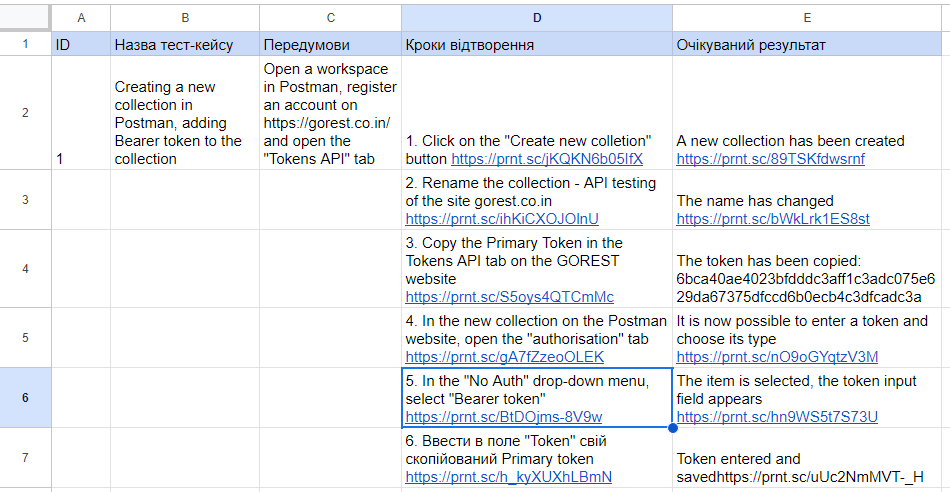 A B C D E
1 ID Назва тест-кейсу Передумови Кроки відтворення Очікуваний результат
2
1
Creating a new
collection in
Postman, adding
Bearer token to the
collection
Open a workspace
in Postman, register
an account on
https://gorest.co.in/
and open the
"Tokens API" tab
1. Click on the "Create new colletion"
button https://prnt.sc/jKQKN6b05IfX
A new collection has been created
https://prnt.sc/89TSKfdwsrnf
3
2. Rename the collection - API testing
of the site gorest.co.in
https://prnt.sc/ihKiCXOJOlnU
The name has changed
https://prnt.sc/bWkLrk1ES8st
4
3. Copy the Primary Token in the
Tokens API tab on the GOREST
website
https://prnt.sc/S5oys4QTCmMc
The token has been copied:
6bca40ae4023bfdddc3aff1c3adc075e6
29da67375dfccd6b0ecb4c3dfcadc3a
5
4. In the new collection on the Postman
website, open the "authorisation" tab
https://prnt.sc/gA7fZzeoOLEK
It is now possible to enter a token and
choose its type
https://prnt.sc/nO9oGYqtzV3M
6
5. In the "No Auth" drop-down menu,
select "Bearer token"
https://prnt.sc/BtDOjms-8V9w
The item is selected, the token input
field appears
https://prnt.sc/hn9WS5t7S73U
7
6. Ввести в поле "Token" свій
скопійований Primary token
https://prnt.sc/h_kyXUXhLBmN
Token entered and
savedhttps://prnt.sc/uUc2NmMVT-_H